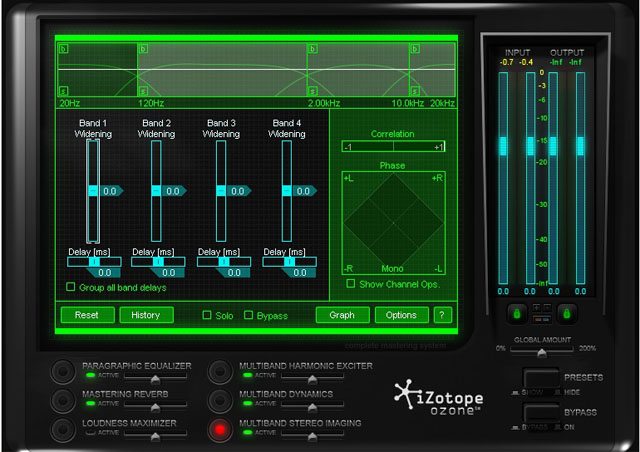 INPUT OUTPUT
-0.7 -0.4 -Inf -Inf
b b b b
s s s s
20Hz 120Hz 2.00kHz 10.0kHz 20kHz
Band 1 Widening
Band 2 Widening
Band 3 Widening
Band 4 Widening
0.0 0.0 0.0 0.0
Delay [ms] Delay [ms] Delay [ms] Delay [ms]
0.0 0.0 0.0 0.0
Group all band delays
Correlation
-1 +1
Phase
+L +R
-R Mono -L
Show Channel Ops.
Reset History Solo Bypass Graph Options ?
0
-3
-6
-10
-15
-20
-30
-40
-50
-Inf
0.0 0.0 0.0 0.0
GLOBAL AMOUNT
0% 200%
complete mastering system
PARAGRAPHIC EQUALIZER
ACTIVE
MASTERING REVERB
ACTIVE
LOUDNESS MAXIMIZER
ACTIVE
MULTIBAND HARMONIC EXCITER
ACTIVE
MULTIBAND DYNAMICS
ACTIVE
MULTIBAND STEREO IMAGING
ACTIVE
iZotope
ozone™
PRESETS
SHOW HIDE
BYPASS
BYPASS ON